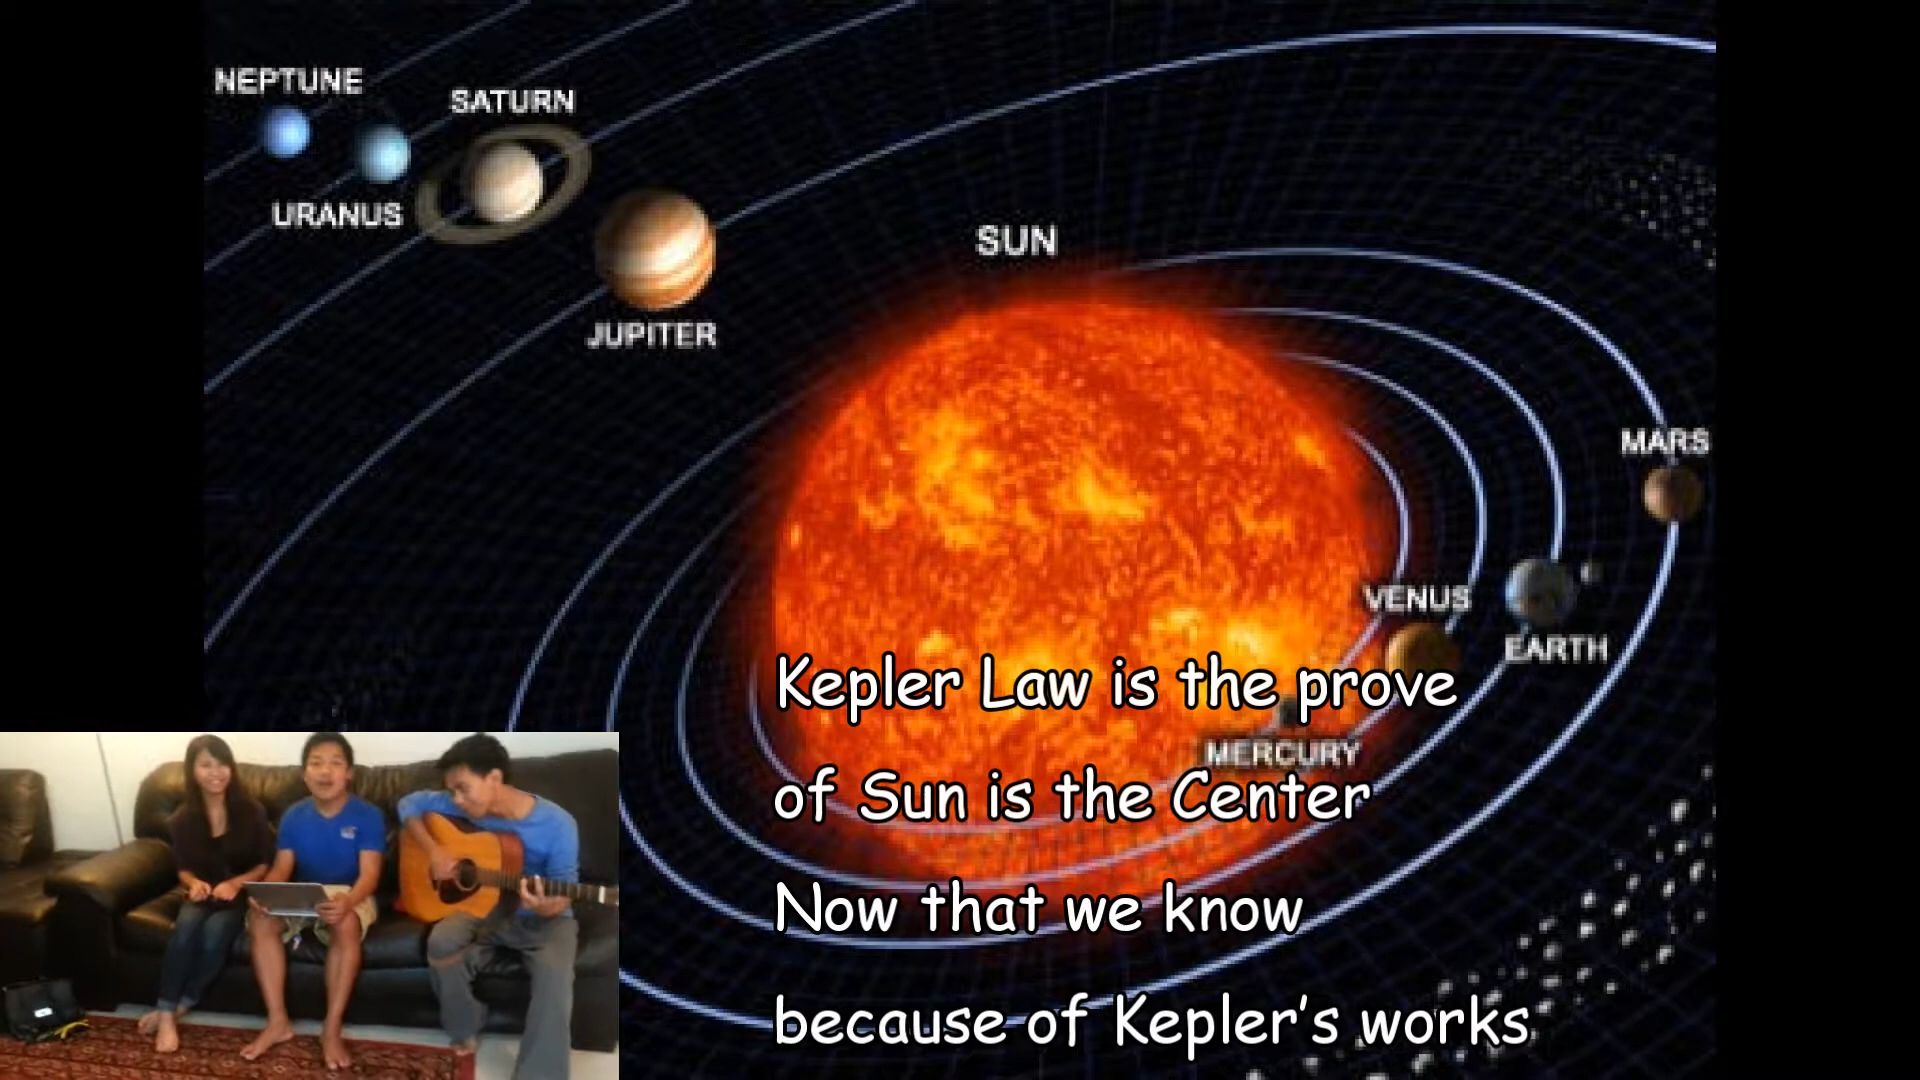 NEPTUNE
SATURN
URANUS
SUN
JUPITER
MARS
VENUS
EARTH
Kepler Law is the prove
MERCURY
of Sun is the Center
Now that we know
because of Kepler's works